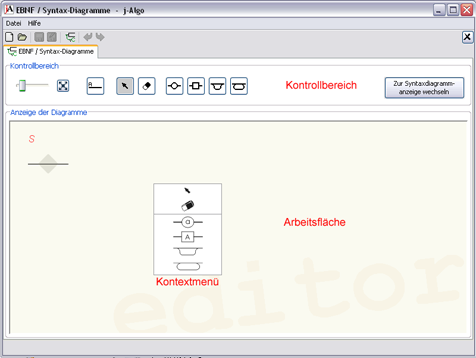 EBNF / Syntax-Diagramme - j-Algo
Datei Hilfe
EBNF / Syntax-Diagramme
Kontrollbereich
Kontrollbereich
Zur Syntaxdiagramm-
anzeige wechseln
Anzeige der Diagramme
S
a
A
Arbeitsfläche
Kontextmenü
editor